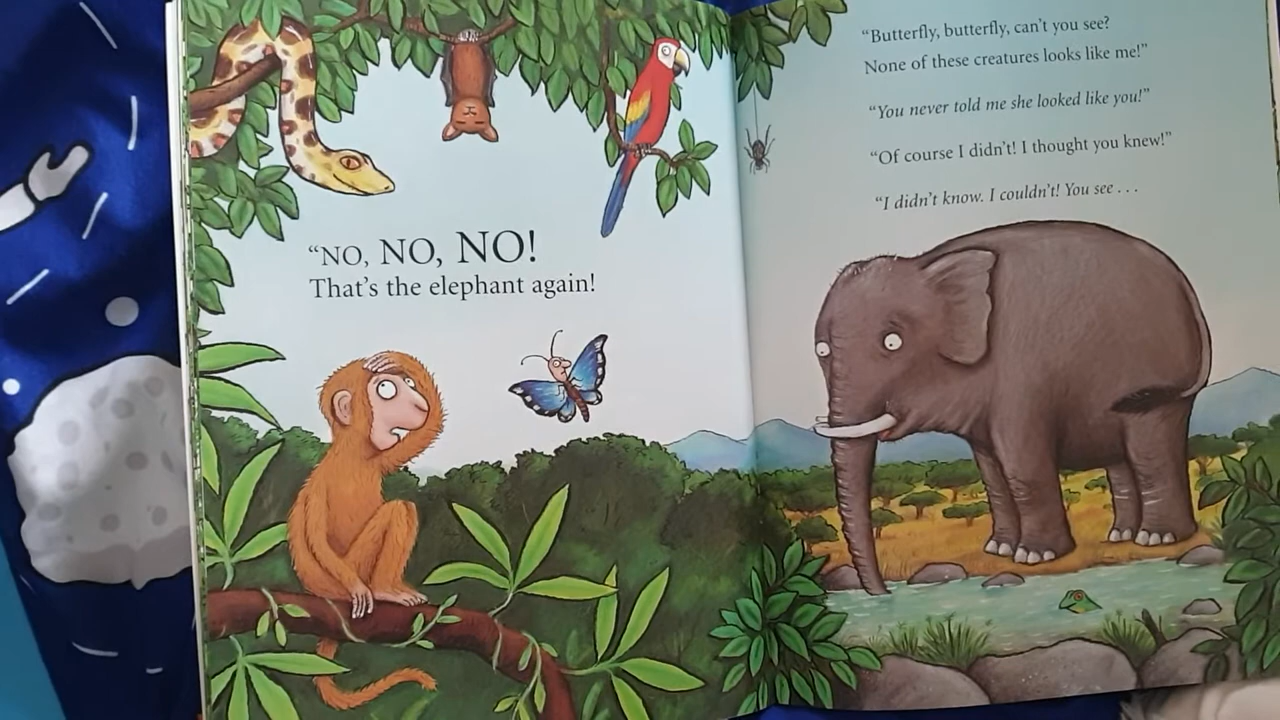 “NO, NO, NO!
That’s the elephant again!
“Butterfly, butterfly, can’t you see?
None of these creatures looks like me!”
“You never told me she looked like you!”
“Of course I didn’t! I thought you knew!”
“I didn’t know. I couldn’t! You see . . .